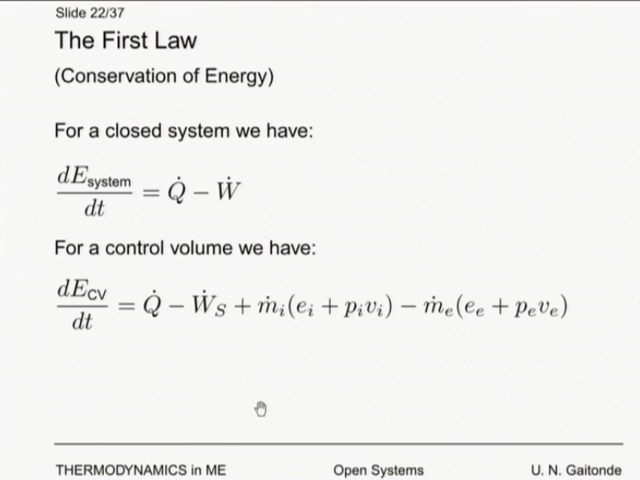 Slide 22/37
The First Law
(Conservation of Energy)
For a closed system we have:
dE_system/dt = Q̇ − Ẇ
For a control volume we have:
dE_CV/dt = Q̇ − Ẇ_S + ṁ_i(e_i + p_i v_i) − ṁ_e(e_e + p_e v_e)
THERMODYNAMICS in ME Open Systems U. N. Gaitonde